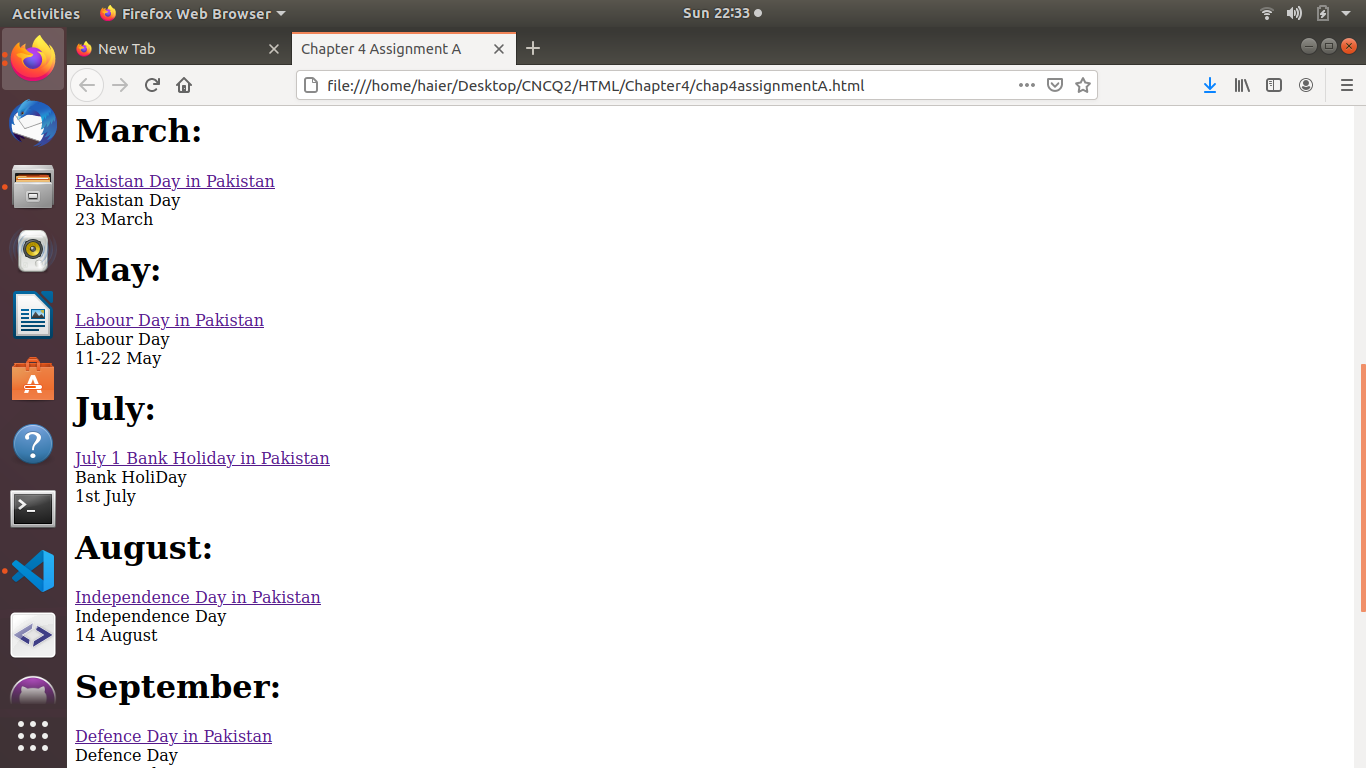 Activities
Firefox Web Browser
Sun 22:33
New Tab
Chapter 4 Assignment A
file:///home/haier/Desktop/CNCQ2/HTML/Chapter4/chap4assignmentA.html
March:
Pakistan Day in Pakistan
Pakistan Day
23 March
May:
Labour Day in Pakistan
Labour Day
11-22 May
July:
July 1 Bank Holiday in Pakistan
Bank HoliDay
1st July
August:
Independence Day in Pakistan
Independence Day
14 August
September:
Defence Day in Pakistan
Defence Day